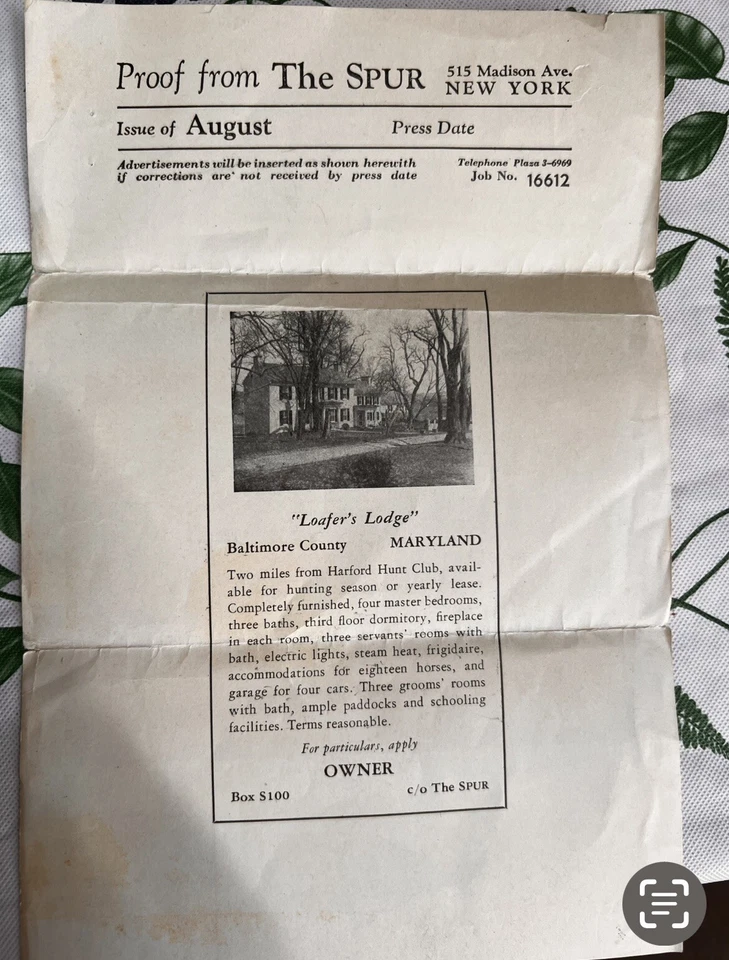 Proof from The SPUR 515 Madison Ave.
NEW YORK
Issue of August Press Date
Advertisements will be inserted as shown herewith
if corrections are not received by press date
Telephone Plaza 3-6969
Job No. 16612
"Loafer's Lodge"
Baltimore County MARYLAND
Two miles from Harford Hunt Club, avail-
able for hunting season or yearly lease.
Completely furnished, four master bedrooms,
three baths, third floor dormitory, fireplace
in each room, three servants' rooms with
bath, electric lights, steam heat, frigidaire,
accommodations for eighteen horses, and
garage for four cars. Three grooms' rooms
with bath, ample paddocks and schooling
facilities. Terms reasonable.
For particulars, apply
OWNER
Box S100 c/o The SPUR